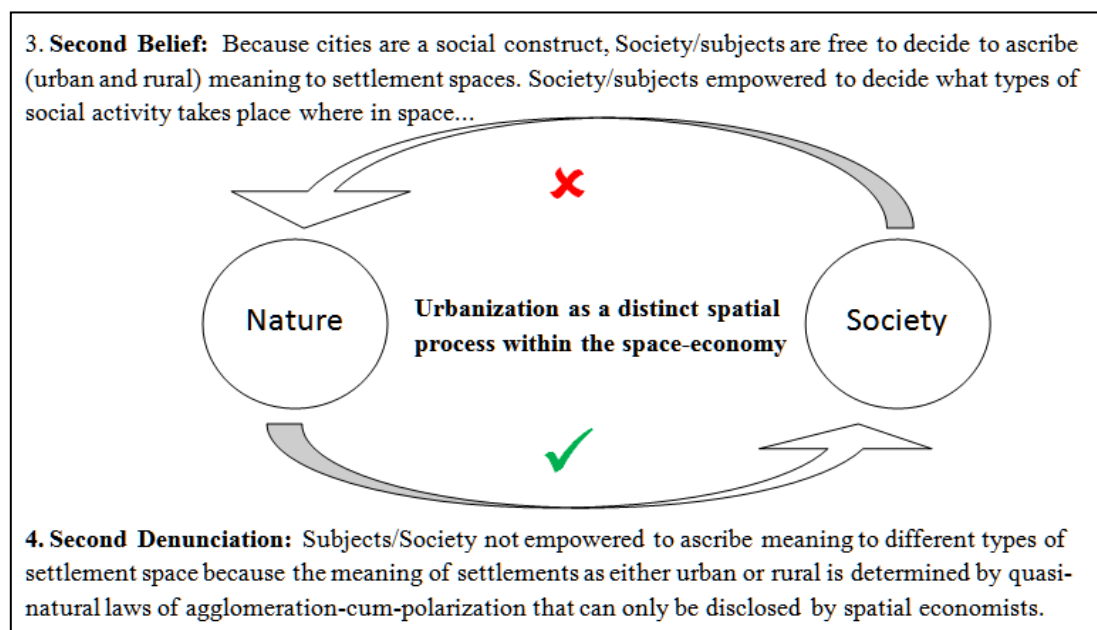 3. Second Belief: Because cities are a social construct, Society/subjects are free to decide to ascribe
(urban and rural) meaning to settlement spaces. Society/subjects empowered to decide what types of
social activity takes place where in space...
Nature
Urbanization as a distinct spatial
process within the space-economy
Society
4. Second Denunciation: Subjects/Society not empowered to ascribe meaning to different types of
settlement space because the meaning of settlements as either urban or rural is determined by quasi-
natural laws of agglomeration-cum-polarization that can only be disclosed by spatial economists.